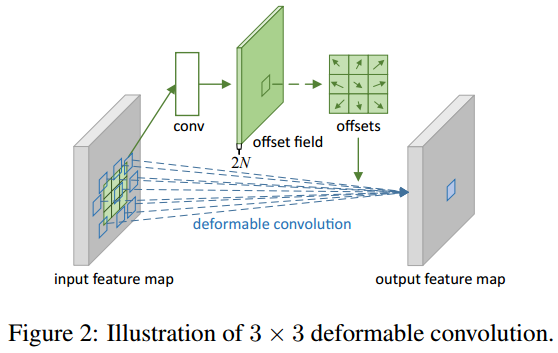 conv
offset field
offsets
2N
deformable convolution
input feature map
output feature map
Figure 2: Illustration of 3 × 3 deformable convolution.